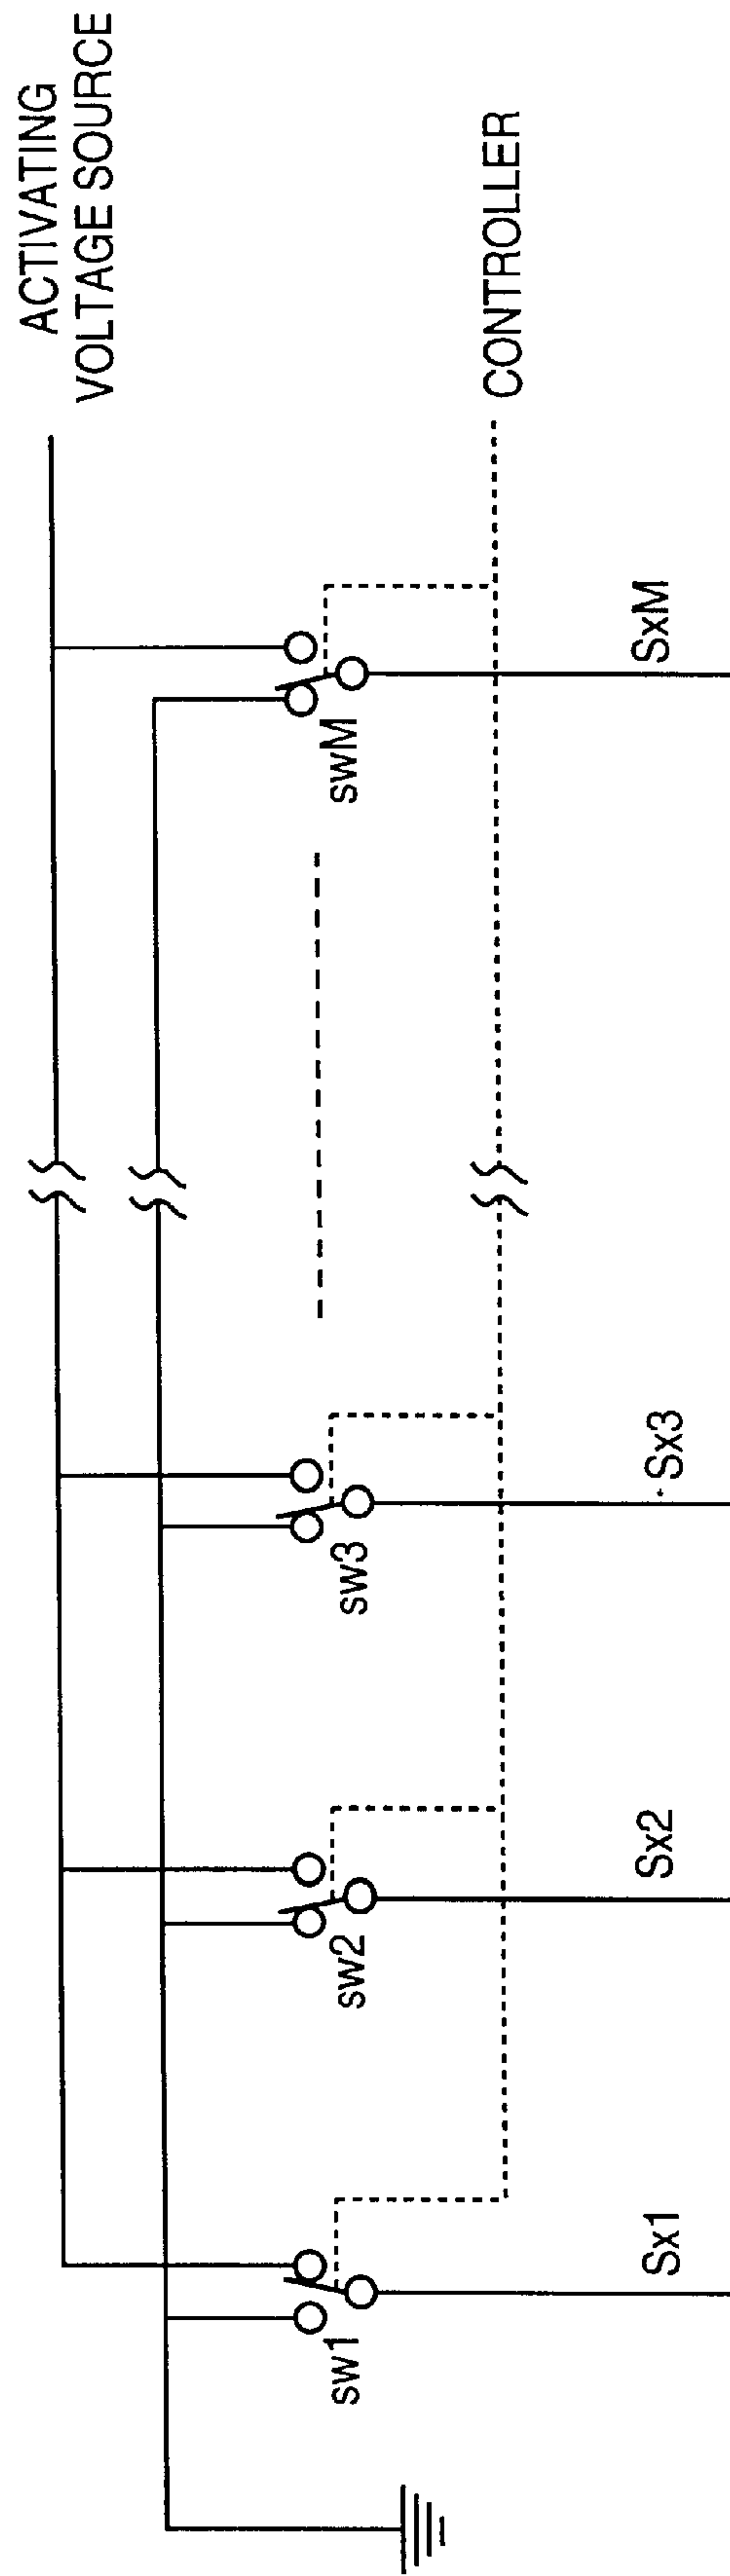 ACTIVATING
VOLTAGE SOURCE
CONTROLLER
sw1
sw2
sw3
swM
Sx1
Sx2
Sx3
SxM